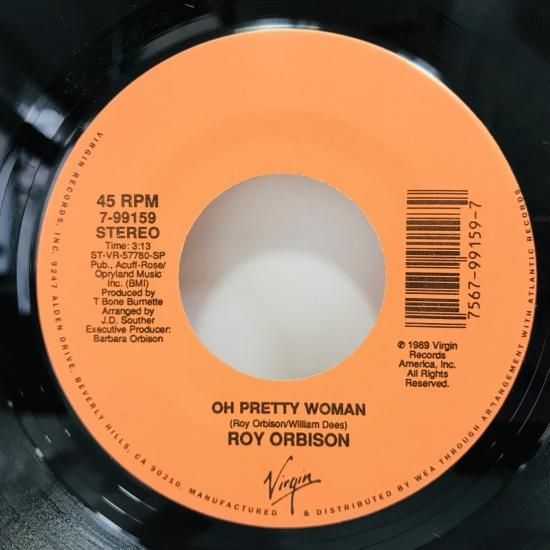 45 RPM
7-99159
STEREO
Time: 3:13
ST-VR-57780-SP
Pub., Acuff-Rose/
Opryland Music
Inc. (BMI)
Produced by
T Bone Burnette
Arranged by
J.D. Souther
Executive Producer:
Barbara Orbison
7567-99159-7
℗ 1989 Virgin
Records
America, Inc.
All Rights
Reserved.
OH PRETTY WOMAN
(Roy Orbison/William Dees)
ROY ORBISON
Virgin
VIRGIN RECORDS, INC. 9247 ALDEN DRIVE, BEVERLY HILLS, CA 90210. MANUFACTURED & DISTRIBUTED BY WEA THROUGH ARRANGEMENT WITH ATLANTIC RECORDS